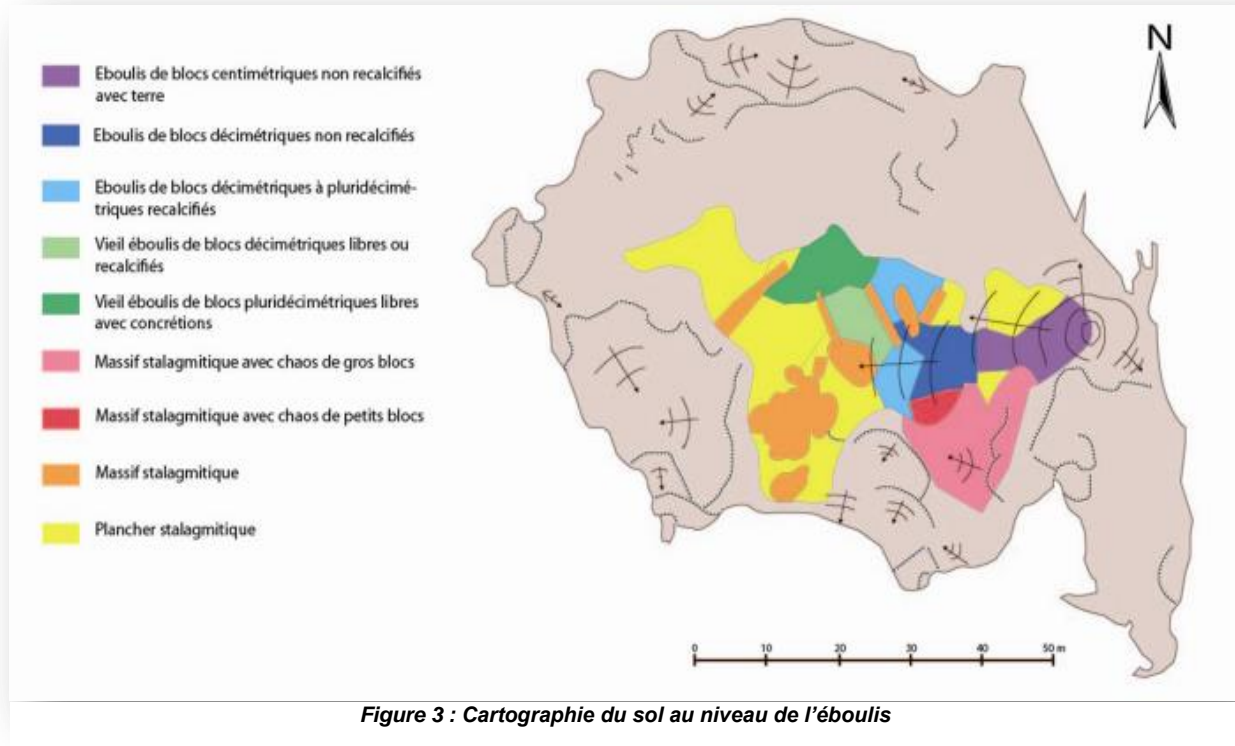 Eboulis de blocs centimétriques non recalcifiés
avec terre
Eboulis de blocs décimétriques non recalcifiés
Eboulis de blocs décimétriques à pluridécimé-
triques recalcifiés
Vieil éboulis de blocs décimétriques libres ou
recalcifiés
Vieil éboulis de blocs pluridécimétriques libres
avec concrétions
Massif stalagmitique avec chaos de gros blocs
Massif stalagmitique avec chaos de petits blocs
Massif stalagmitique
Plancher stalagmitique
N
0 10 20 30 40 50 m
Figure 3 : Cartographie du sol au niveau de l'éboulis